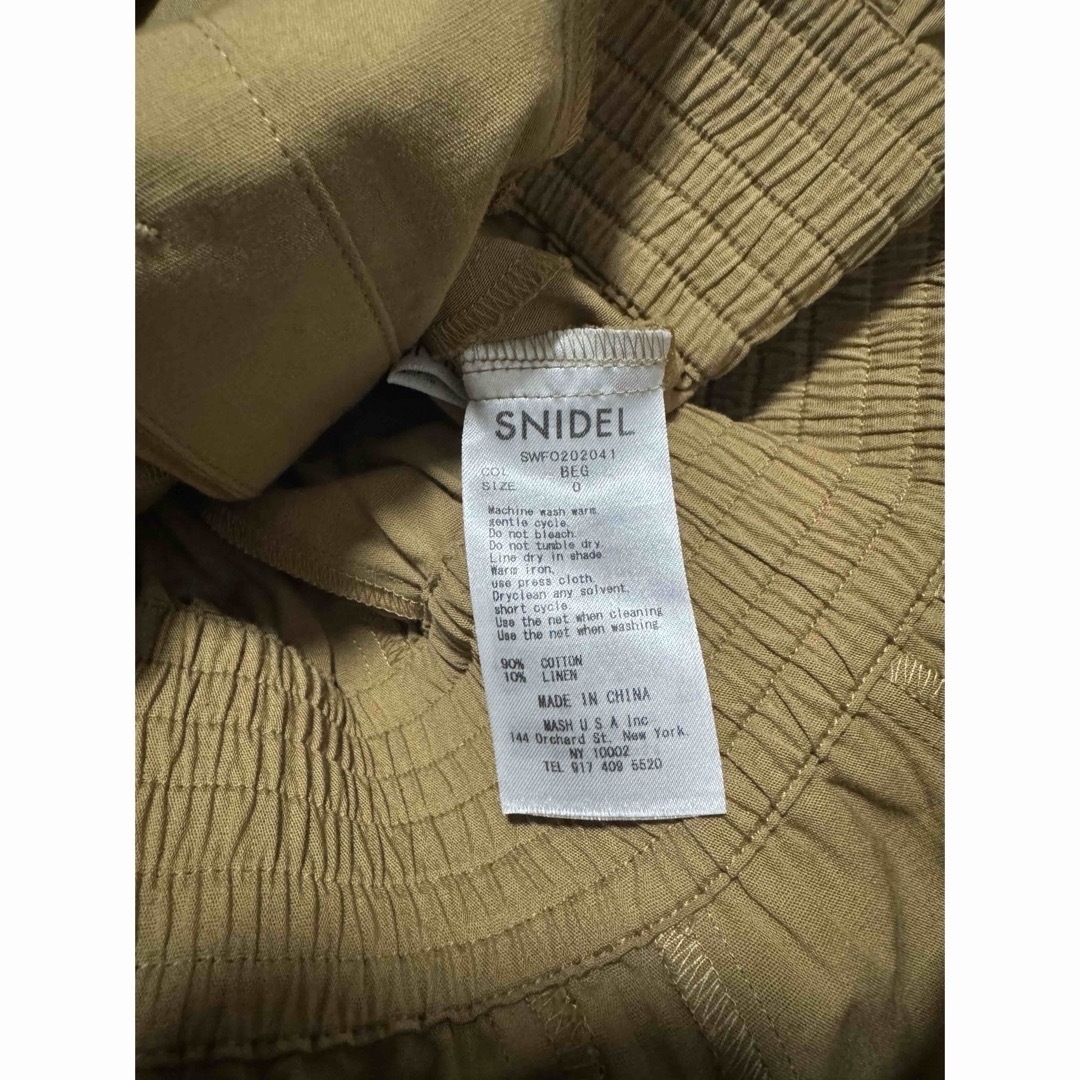 SNIDEL
SWFO202041
COL BEG
SIZE 0
Machine wash warm.
gentle cycle.
Do not bleach.
Do not tumble dry.
Line dry in shade.
Warm iron.
use press cloth.
Dryclean any solvent.
short cycle.
Use the net when cleaning
Use the net when washing.
90% COTTON
10% LINEN
MADE IN CHINA
MASH U S A Inc
144 Orchard St, New York,
NY 10002
TEL 917 409 5520